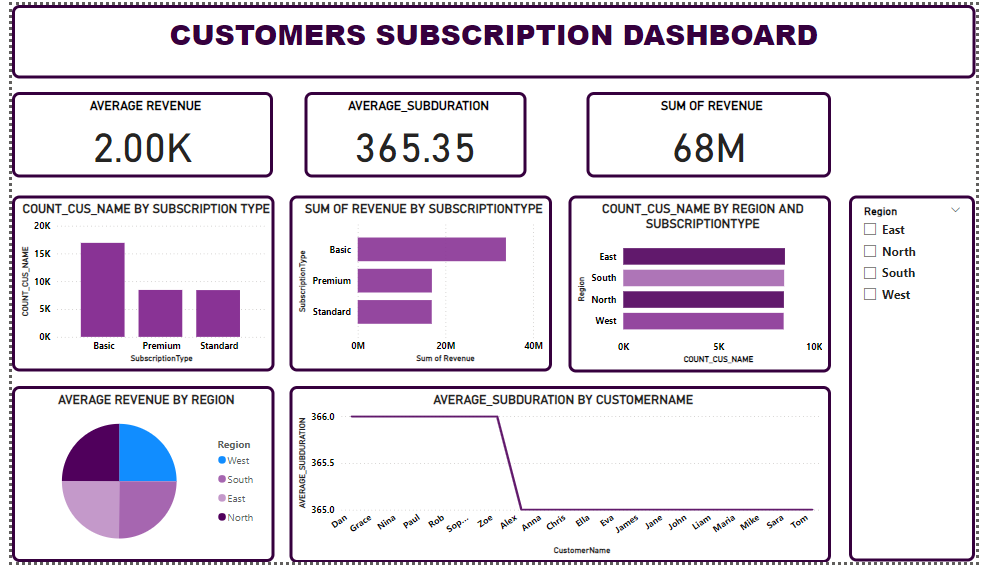 CUSTOMERS SUBSCRIPTION DASHBOARD
AVERAGE REVENUE
2.00K
AVERAGE_SUBDURATION
365.35
SUM OF REVENUE
68M
COUNT_CUS_NAME BY SUBSCRIPTION TYPE
COUNT_CUS_NAME
20K
15K
10K
5K
0K
Basic Premium Standard
SubscriptionType
SUM OF REVENUE BY SUBSCRIPTIONTYPE
SubscriptionType
Basic
Premium
Standard
0M 20M 40M
Sum of Revenue
COUNT_CUS_NAME BY REGION AND
SUBSCRIPTIONTYPE
Region
East
South
North
West
0K 5K 10K
COUNT_CUS_NAME
Region
East
North
South
West
AVERAGE REVENUE BY REGION
Region
West
South
East
North
AVERAGE_SUBDURATION BY CUSTOMERNAME
AVERAGE_SUBDURATION
366.0
365.5
365.0
Dan Grace Nina Paul Rob Sop... Zoe Alex Anna Chris Ella Eva James Jane John Liam Maria Mike Sara Tom
CustomerName